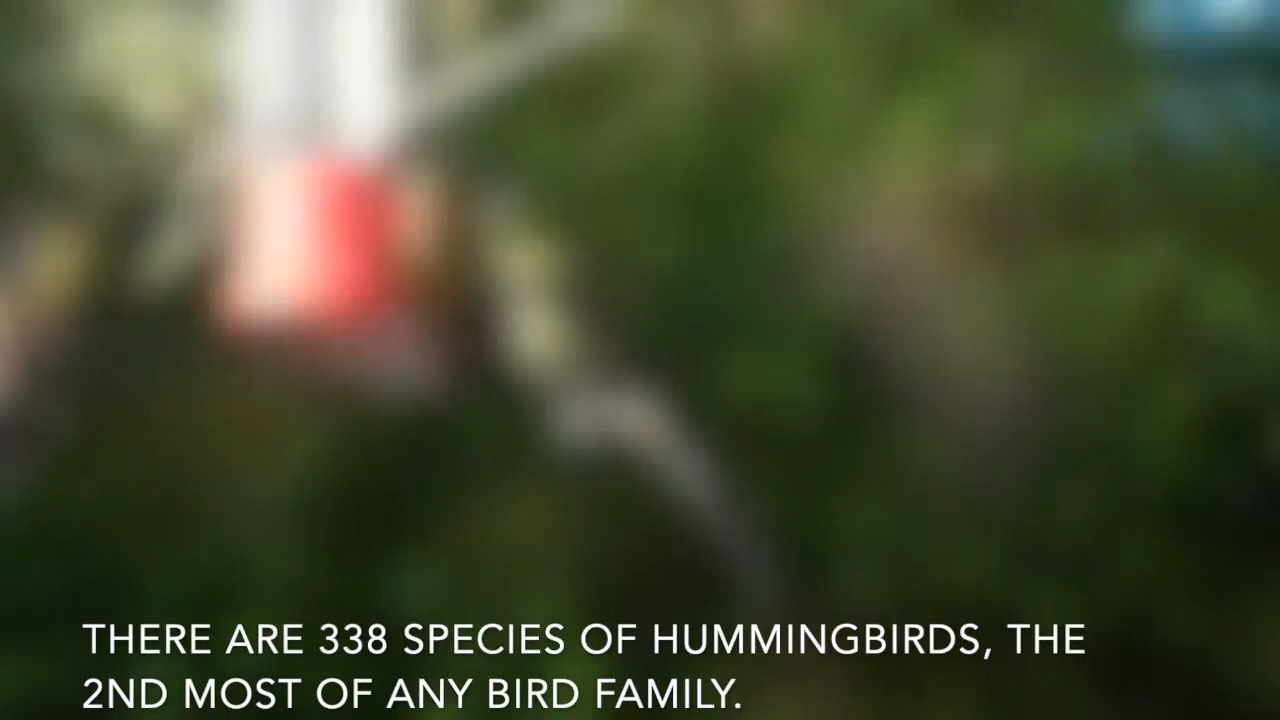 THERE ARE 338 SPECIES OF HUMMINGBIRDS, THE
2ND MOST OF ANY BIRD FAMILY.